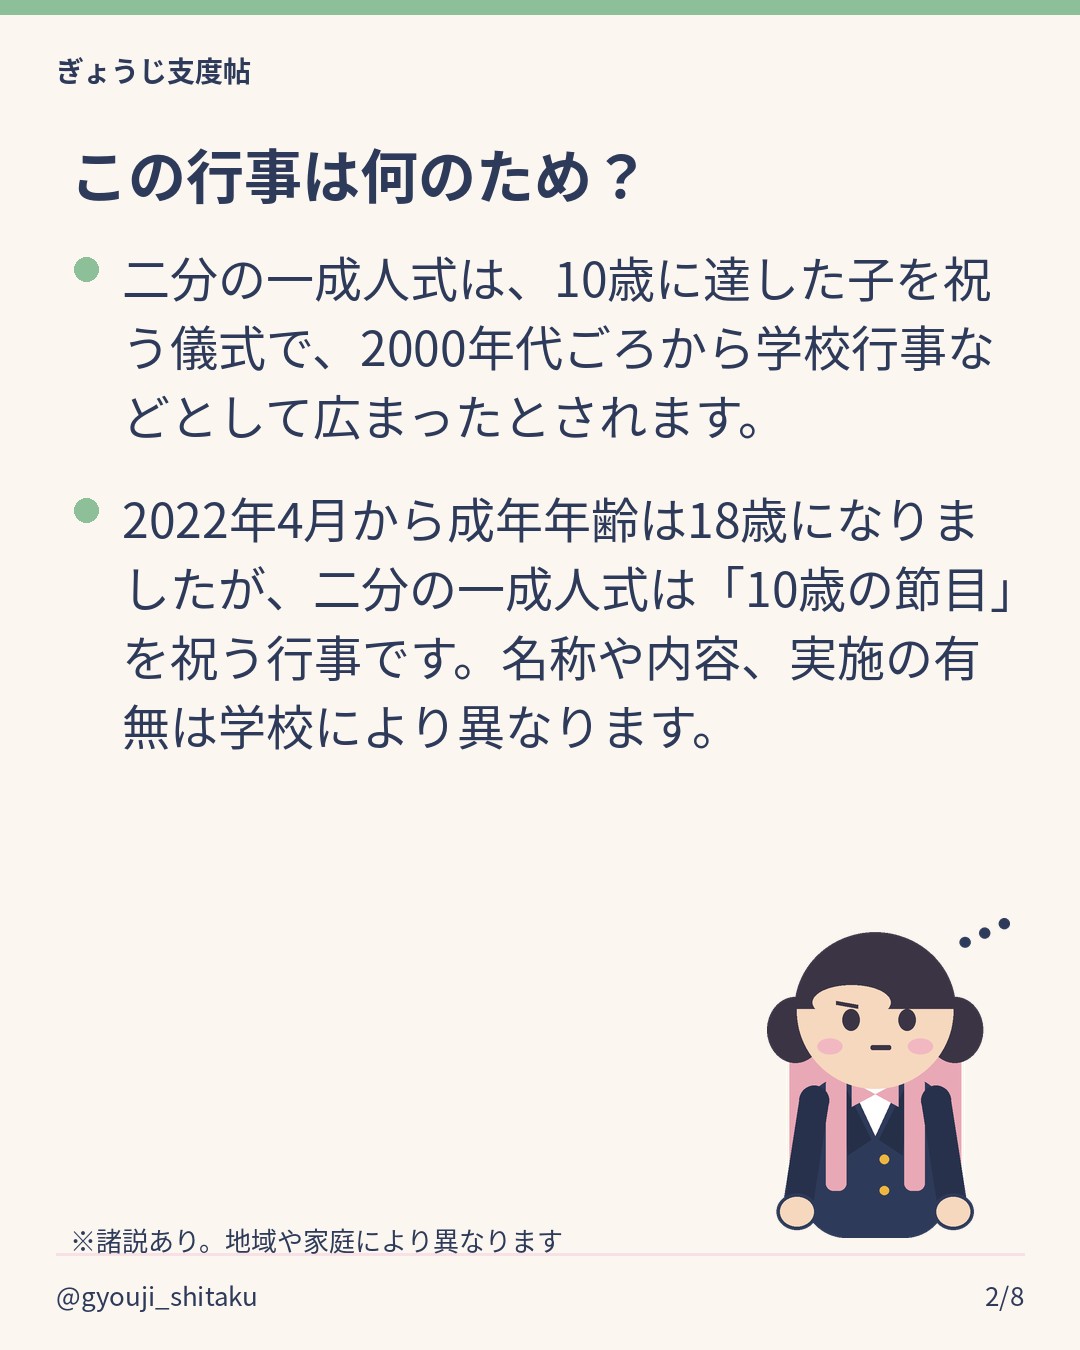 ぎょうじ支度帖
この行事は何のため？
二分の一成人式は、10歳に達した子を祝
う儀式で、2000年代ごろから学校行事な
どとして広まったとされます。
2022年4月から成年年齢は18歳になりま
したが、二分の一成人式は「10歳の節目」
を祝う行事です。名称や内容、実施の有
無は学校により異なります。
※諸説あり。地域や家庭により異なります
@gyouji_shitaku
2/8